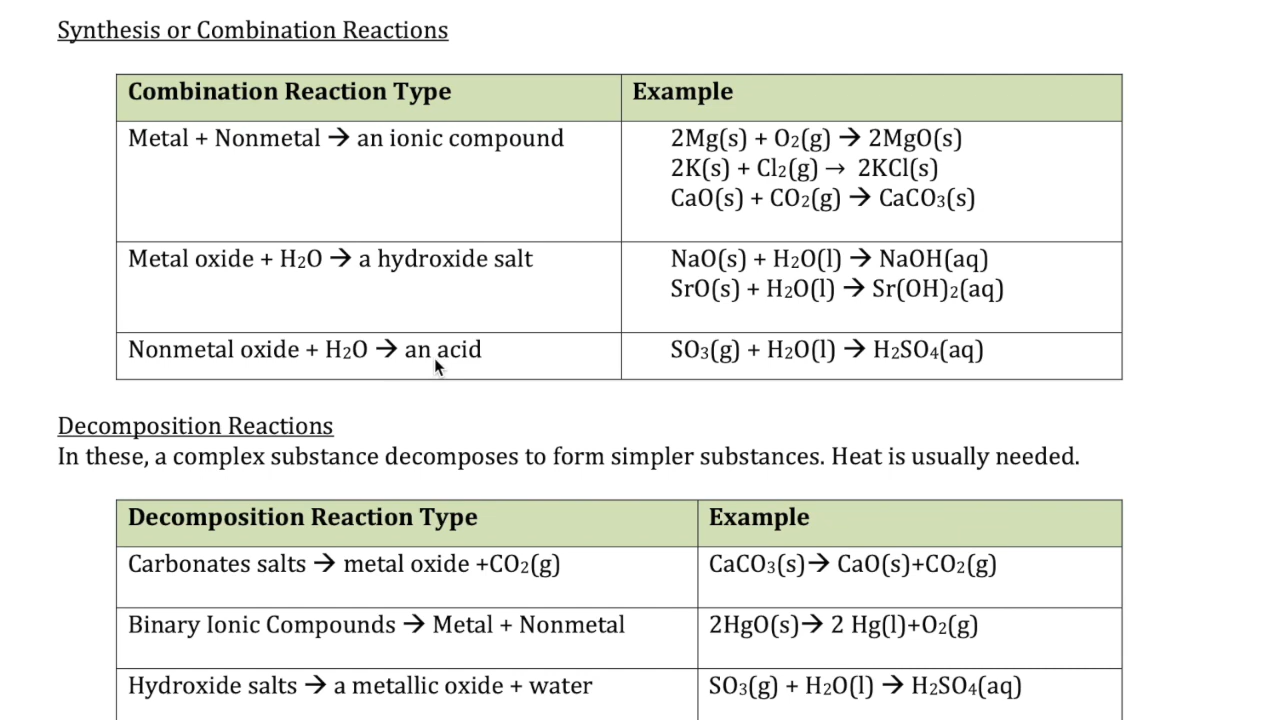 Synthesis or Combination Reactions
Combination Reaction Type
Example
Metal + Nonmetal → an ionic compound
2Mg(s) + O2(g) → 2MgO(s)
2K(s) + Cl2(g) → 2KCl(s)
CaO(s) + CO2(g) → CaCO3(s)
Metal oxide + H2O → a hydroxide salt
NaO(s) + H2O(l) → NaOH(aq)
SrO(s) + H2O(l) → Sr(OH)2(aq)
Nonmetal oxide + H2O → an acid
SO3(g) + H2O(l) → H2SO4(aq)
Decomposition Reactions
In these, a complex substance decomposes to form simpler substances. Heat is usually needed.
Decomposition Reaction Type
Example
Carbonates salts → metal oxide +CO2(g)
CaCO3(s)→ CaO(s)+CO2(g)
Binary Ionic Compounds → Metal + Nonmetal
2HgO(s)→ 2 Hg(l)+O2(g)
Hydroxide salts → a metallic oxide + water
SO3(g) + H2O(l) → H2SO4(aq)